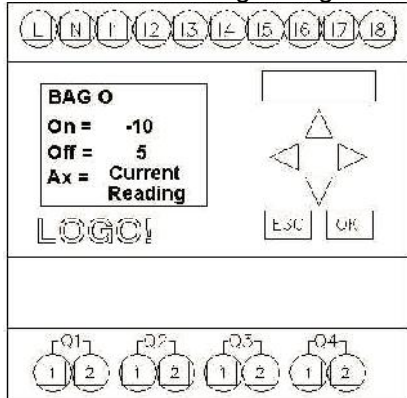 L N I1 I2 I3 I4 I5 I6 I7 I8
BAG O
On = -10
Off = 5
Ax = Current
Reading
LOGO!
ESC OK
Q1 Q2 Q3 Q4
1 2 1 2 1 2 1 2